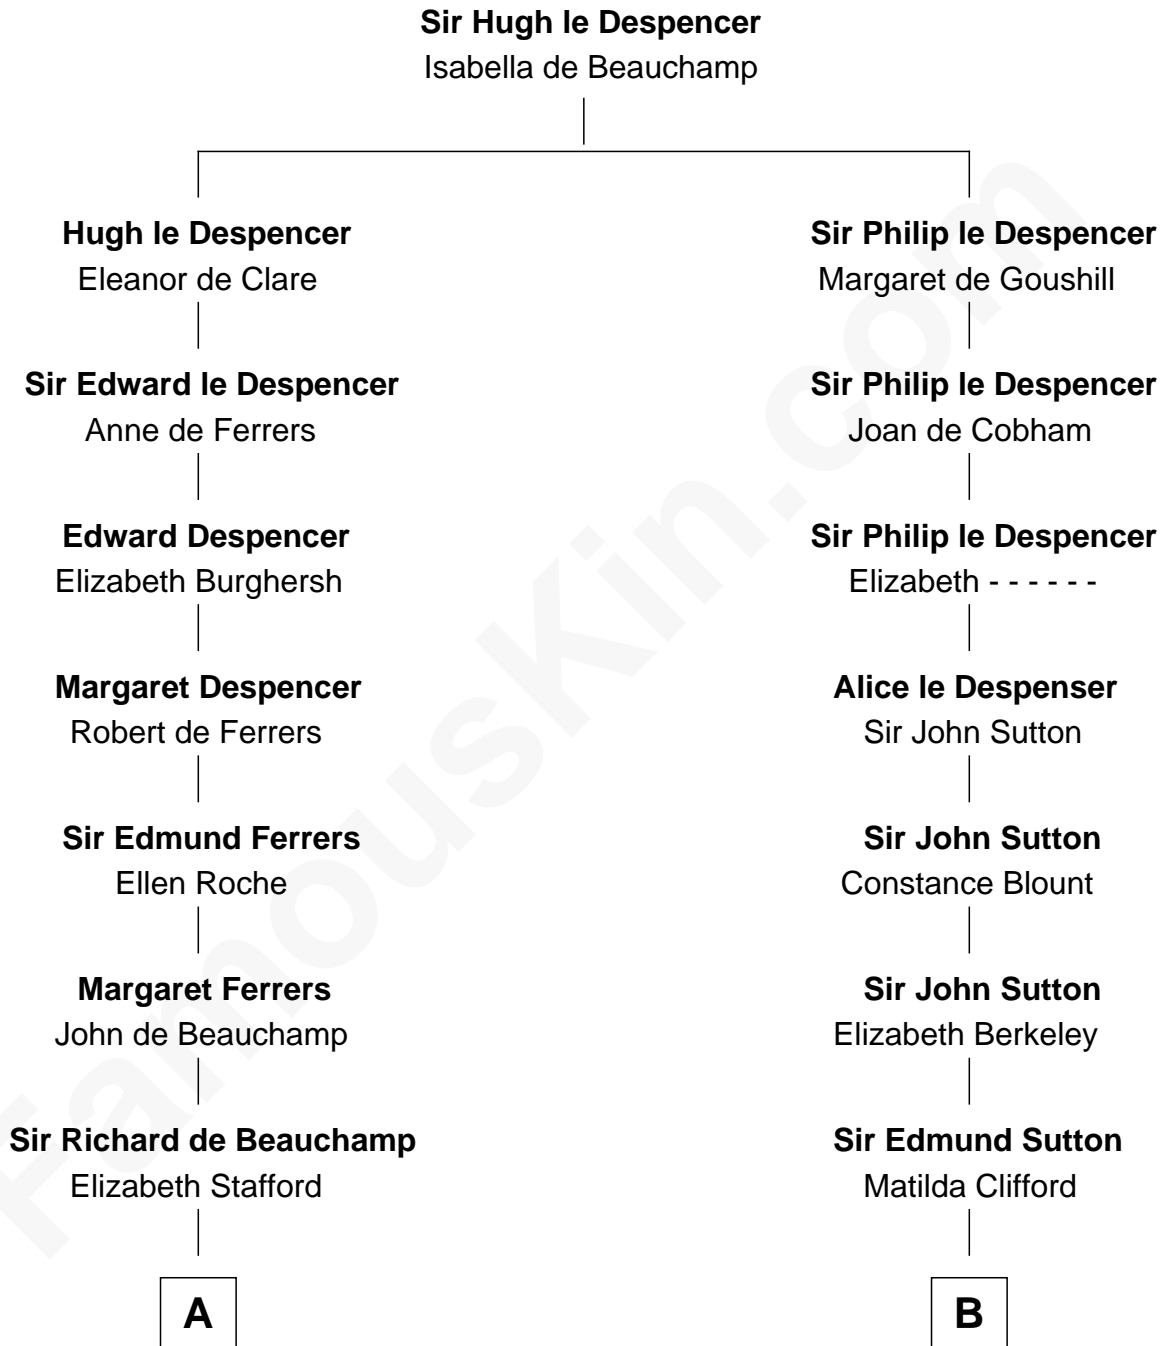 Sir Hugh le Despencer
Isabella de Beauchamp
Hugh le Despencer
Eleanor de Clare
Sir Philip le Despencer
Margaret de Goushill
Sir Edward le Despencer
Anne de Ferrers
Sir Philip le Despencer
Joan de Cobham
Edward Despencer
Elizabeth Burghersh
Sir Philip le Despencer
Elizabeth - - - - - -
Margaret Despencer
Robert de Ferrers
Alice le Despenser
Sir John Sutton
Sir Edmund Ferrers
Ellen Roche
Sir John Sutton
Constance Blount
Margaret Ferrers
John de Beauchamp
Sir John Sutton
Elizabeth Berkeley
Sir Richard de Beauchamp
Elizabeth Stafford
Sir Edmund Sutton
Matilda Clifford
A
B
FamousKin.com